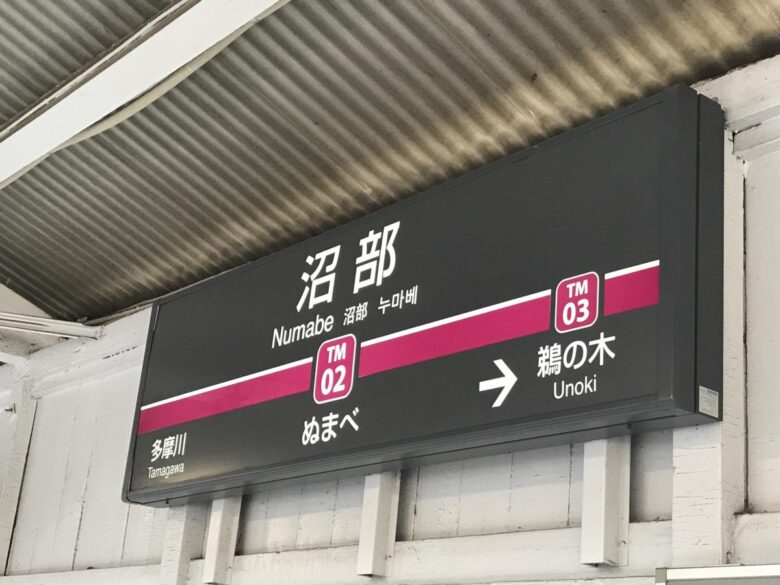 沼部
Numabe 沼部 누마베
TM
02
ぬまべ
多摩川
Tamagawa
TM
03
→ 鵜の木
Unoki